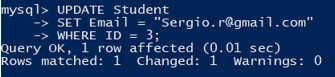 mysql> UPDATE Student
    -> SET Email = "Sergio.r@gmail.com"
    -> WHERE ID = 3;
Query OK, 1 row affected (0.01 sec)
Rows matched: 1  Changed: 1  Warnings: 0